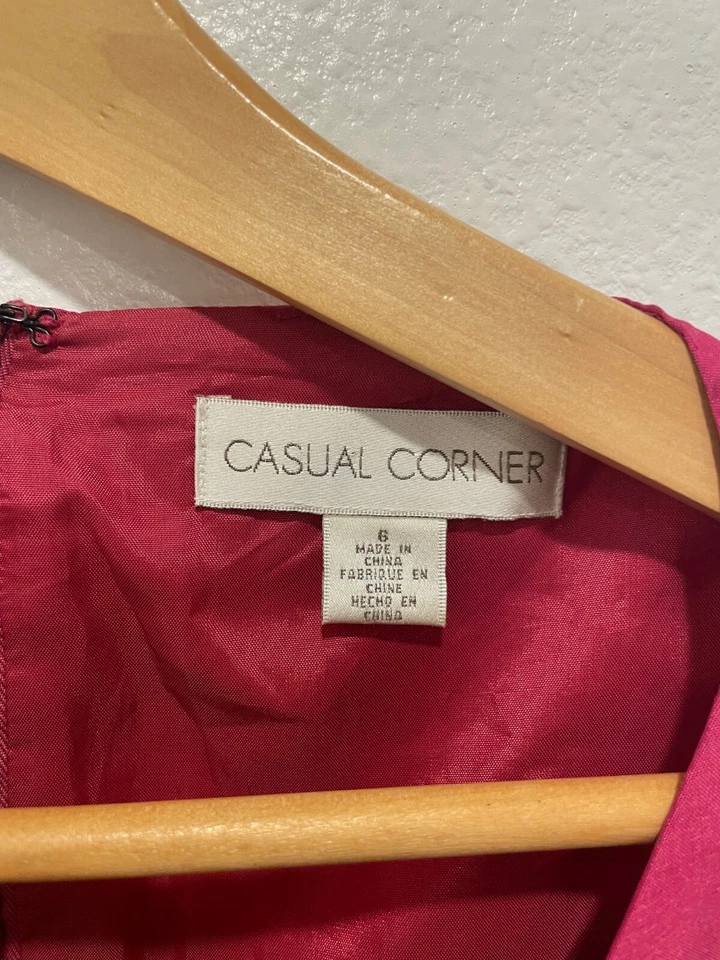 CASUAL CORNER
6
MADE IN
CHINA
FABRIQUE EN
CHINE
HECHO EN
CHINA